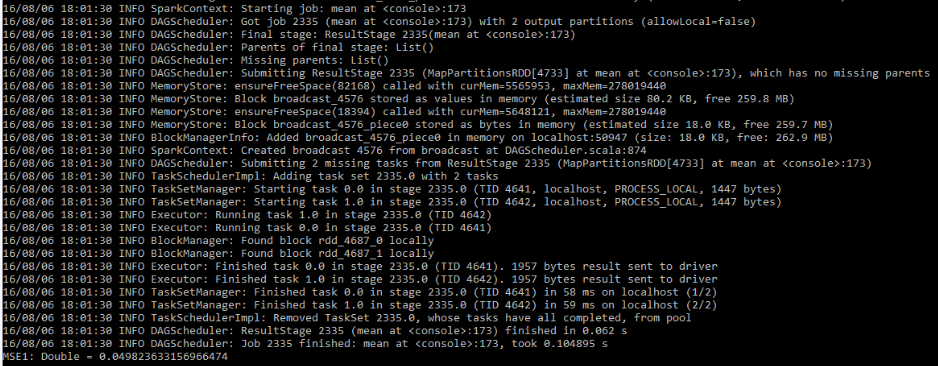 16/08/06 18:01:30 INFO SparkContext: Starting job: mean at <console>:173
16/08/06 18:01:30 INFO DAGScheduler: Got job 2335 (mean at <console>:173) with 2 output partitions (allowLocal=false)
16/08/06 18:01:30 INFO DAGScheduler: Final stage: ResultStage 2335(mean at <console>:173)
16/08/06 18:01:30 INFO DAGScheduler: Parents of final stage: List()
16/08/06 18:01:30 INFO DAGScheduler: Missing parents: List()
16/08/06 18:01:30 INFO DAGScheduler: Submitting ResultStage 2335 (MapPartitionsRDD[4733] at mean at <console>:173), which has no missing parents
16/08/06 18:01:30 INFO MemoryStore: ensureFreeSpace(82168) called with curMem=5565953, maxMem=278019440
16/08/06 18:01:30 INFO MemoryStore: Block broadcast_4576 stored as values in memory (estimated size 80.2 KB, free 259.8 MB)
16/08/06 18:01:30 INFO MemoryStore: ensureFreeSpace(18394) called with curMem=5648121, maxMem=278019440
16/08/06 18:01:30 INFO MemoryStore: Block broadcast_4576_piece0 stored as bytes in memory (estimated size 18.0 KB, free 259.7 MB)
16/08/06 18:01:30 INFO BlockManagerInfo: Added broadcast_4576_piece0 in memory on localhost:50947 (size: 18.0 KB, free: 262.9 MB)
16/08/06 18:01:30 INFO SparkContext: Created broadcast 4576 from broadcast at DAGScheduler.scala:874
16/08/06 18:01:30 INFO DAGScheduler: Submitting 2 missing tasks from ResultStage 2335 (MapPartitionsRDD[4733] at mean at <console>:173)
16/08/06 18:01:30 INFO TaskSchedulerImpl: Adding task set 2335.0 with 2 tasks
16/08/06 18:01:30 INFO TaskSetManager: Starting task 0.0 in stage 2335.0 (TID 4641, localhost, PROCESS_LOCAL, 1447 bytes)
16/08/06 18:01:30 INFO TaskSetManager: Starting task 1.0 in stage 2335.0 (TID 4642, localhost, PROCESS_LOCAL, 1447 bytes)
16/08/06 18:01:30 INFO Executor: Running task 1.0 in stage 2335.0 (TID 4642)
16/08/06 18:01:30 INFO Executor: Running task 0.0 in stage 2335.0 (TID 4641)
16/08/06 18:01:30 INFO BlockManager: Found block rdd_4687_0 locally
16/08/06 18:01:30 INFO BlockManager: Found block rdd_4687_1 locally
16/08/06 18:01:30 INFO Executor: Finished task 0.0 in stage 2335.0 (TID 4641). 1957 bytes result sent to driver
16/08/06 18:01:30 INFO Executor: Finished task 1.0 in stage 2335.0 (TID 4642). 1957 bytes result sent to driver
16/08/06 18:01:30 INFO TaskSetManager: Finished task 0.0 in stage 2335.0 (TID 4641) in 58 ms on localhost (1/2)
16/08/06 18:01:30 INFO TaskSetManager: Finished task 1.0 in stage 2335.0 (TID 4642) in 59 ms on localhost (2/2)
16/08/06 18:01:30 INFO TaskSchedulerImpl: Removed TaskSet 2335.0, whose tasks have all completed, from pool
16/08/06 18:01:30 INFO DAGScheduler: ResultStage 2335 (mean at <console>:173) finished in 0.062 s
16/08/06 18:01:30 INFO DAGScheduler: Job 2335 finished: mean at <console>:173, took 0.104895 s
MSE1: Double = 0.049823633156966474